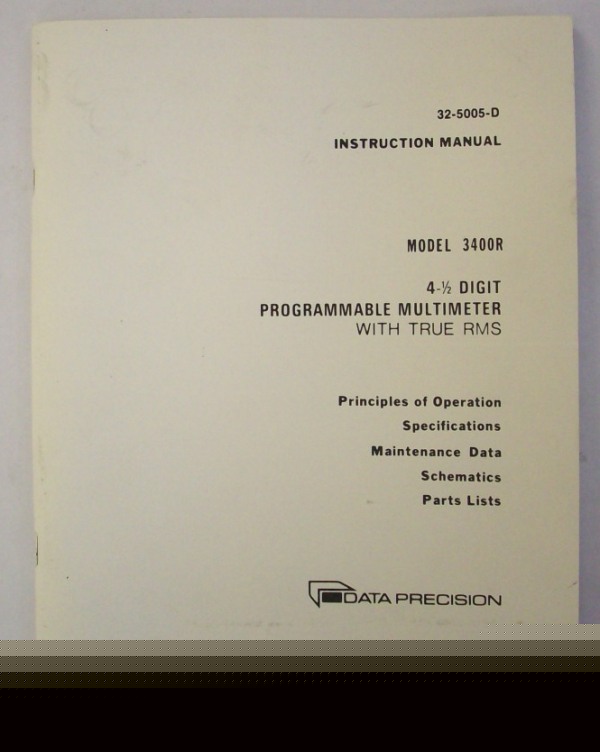 32-5005-D
INSTRUCTION MANUAL
MODEL 3400R
4-½ DIGIT
PROGRAMMABLE MULTIMETER
WITH TRUE RMS
Principles of Operation
Specifications
Maintenance Data
Schematics
Parts Lists
DATA PRECISION